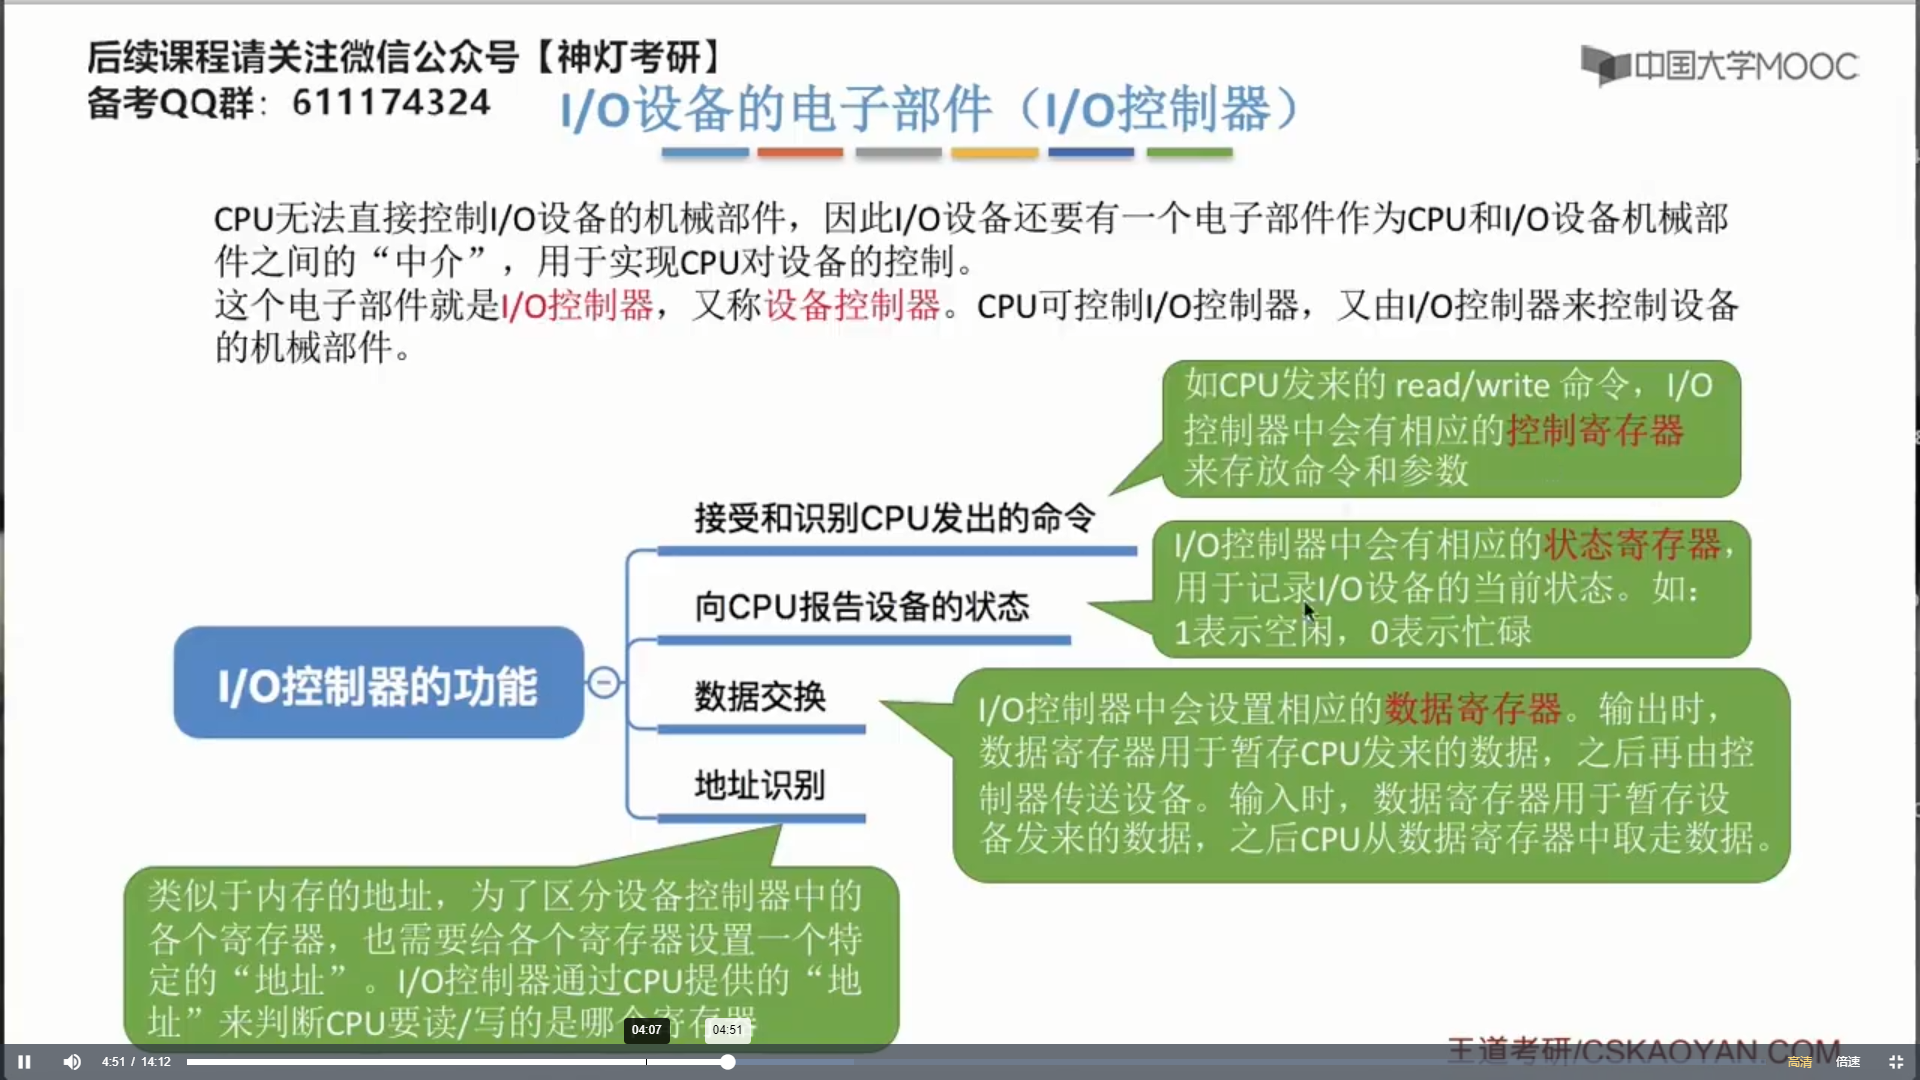 后续课程请关注微信公众号【神灯考研】
备考QQ群：611174324
中国大学MOOC
I/O设备的电子部件（I/O控制器）
CPU无法直接控制I/O设备的机械部件，因此I/O设备还要有一个电子部件作为CPU和I/O设备机械部
件之间的“中介”，用于实现CPU对设备的控制。
这个电子部件就是I/O控制器，又称设备控制器。CPU可控制I/O控制器，又由I/O控制器来控制设备
的机械部件。
如CPU发来的 read/write 命令，I/O
控制器中会有相应的控制寄存器
来存放命令和参数
接受和识别CPU发出的命令
I/O控制器中会有相应的状态寄存器，
用于记录I/O设备的当前状态。如：
1表示空闲，0表示忙碌
向CPU报告设备的状态
I/O控制器的功能
数据交换
I/O控制器中会设置相应的数据寄存器。输出时，
数据寄存器用于暂存CPU发来的数据，之后再由控
制器传送设备。输入时，数据寄存器用于暂存设
备发来的数据，之后CPU从数据寄存器中取走数据。
地址识别
类似于内存的地址，为了区分设备控制器中的
各个寄存器，也需要给各个寄存器设置一个特
定的“地址”。I/O控制器通过CPU提供的“地
址”来判断CPU要读/写的是哪个寄存器
04:07
04:51
王道考研/CSKAOYAN.COM
4:51 / 14:12
高清
倍速